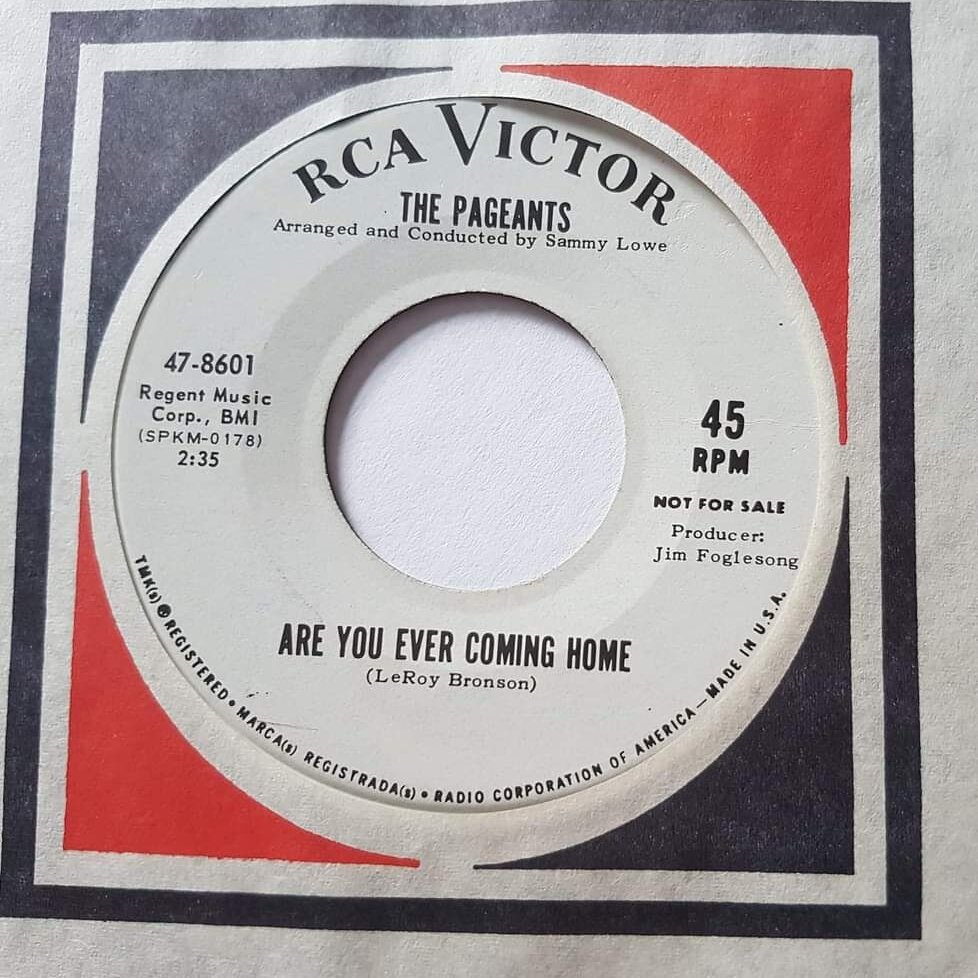 RCA VICTOR
THE PAGEANTS
Arranged and Conducted by Sammy Lowe
47-8601
Regent Music
Corp., BMI
(SPKM-0178)
2:35
45
RPM
NOT FOR SALE
Producer:
Jim Foglesong
ARE YOU EVER COMING HOME
(LeRoy Bronson)
TMK(s) ® REGISTERED • MARCA(s) REGISTRADA(s) • RADIO CORPORATION OF AMERICA—MADE IN U.S.A.